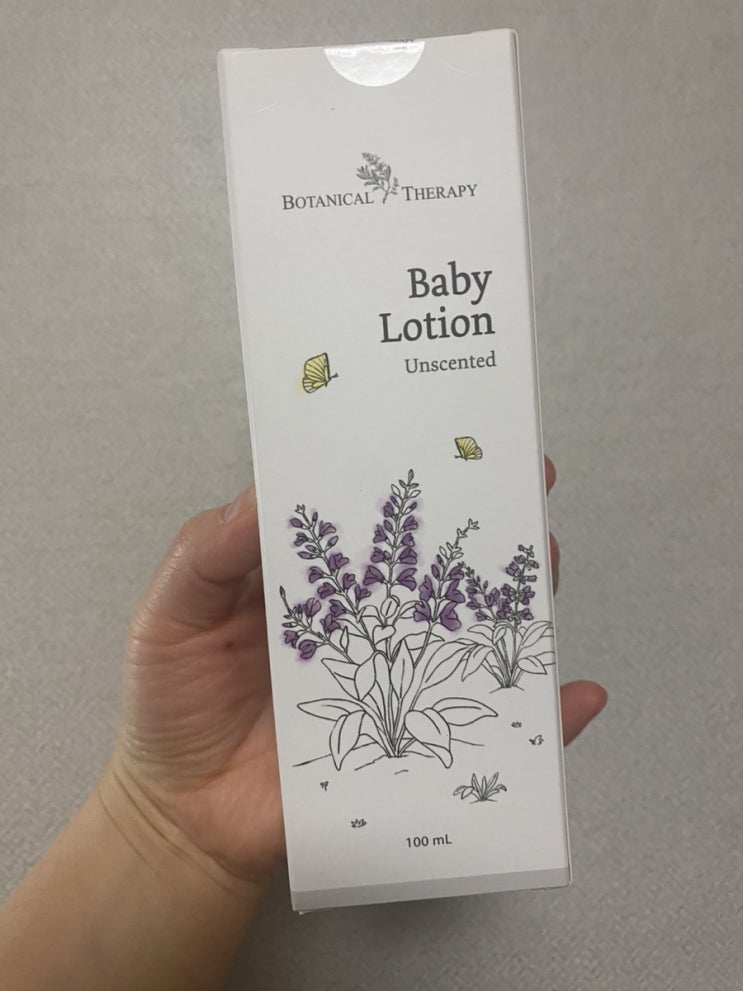 BOTANICAL THERAPY
Baby
Lotion
Unscented
100 mL